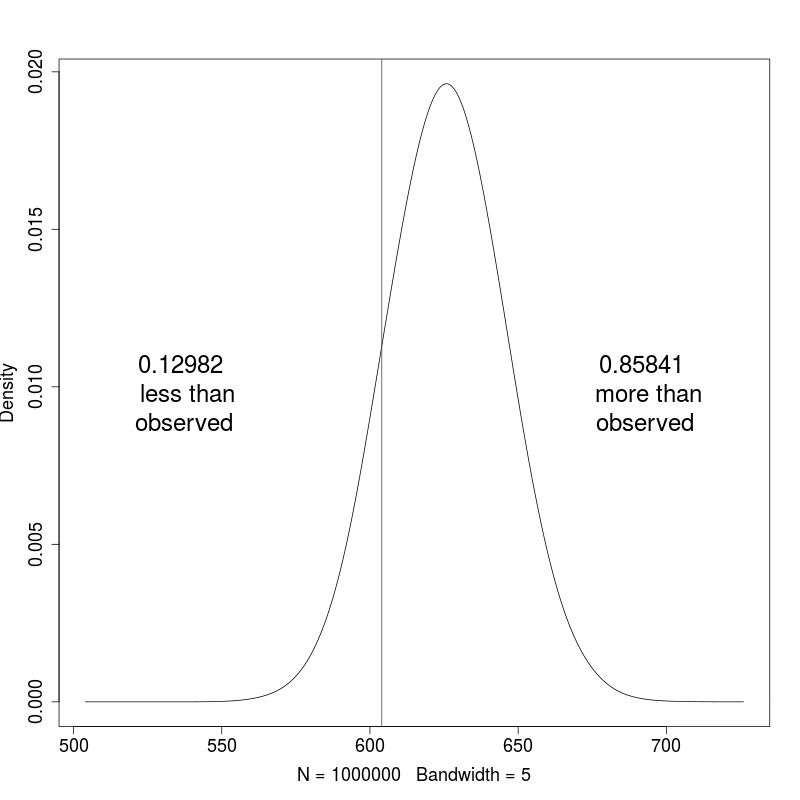 0.020
0.015
0.010
0.005
0.000
Density
0.12982
less than
observed
0.85841
more than
observed
500 550 600 650 700
N = 1000000 Bandwidth = 5